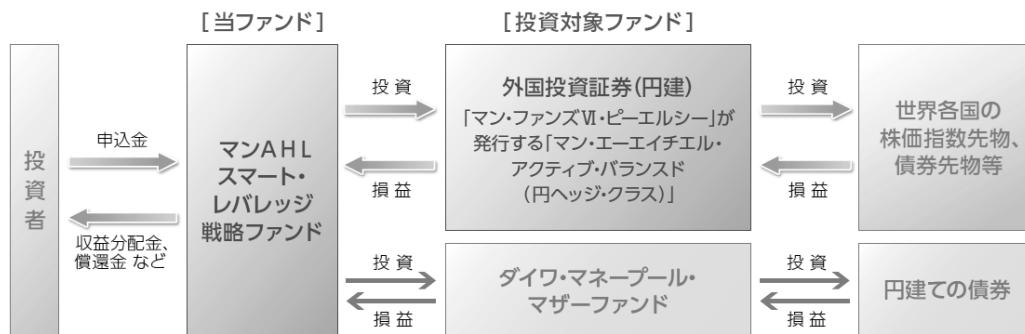 [当ファンド]
[投資対象ファンド]
投資者
申込金
収益分配金、
償還金 など
マンAHL
スマート・
レバレッジ
戦略ファンド
投 資
損 益
外国投資証券(円建)
「マン・ファンズⅥ・ピーエルシー」が
発行する「マン・エーエイチエル・
アクティブ・バランスド
(円ヘッジ・クラス)」
投 資
損 益
世界各国の
株価指数先物、
債券先物等
投 資
損 益
ダイワ・マネープール・
マザーファンド
投 資
損 益
円建ての債券